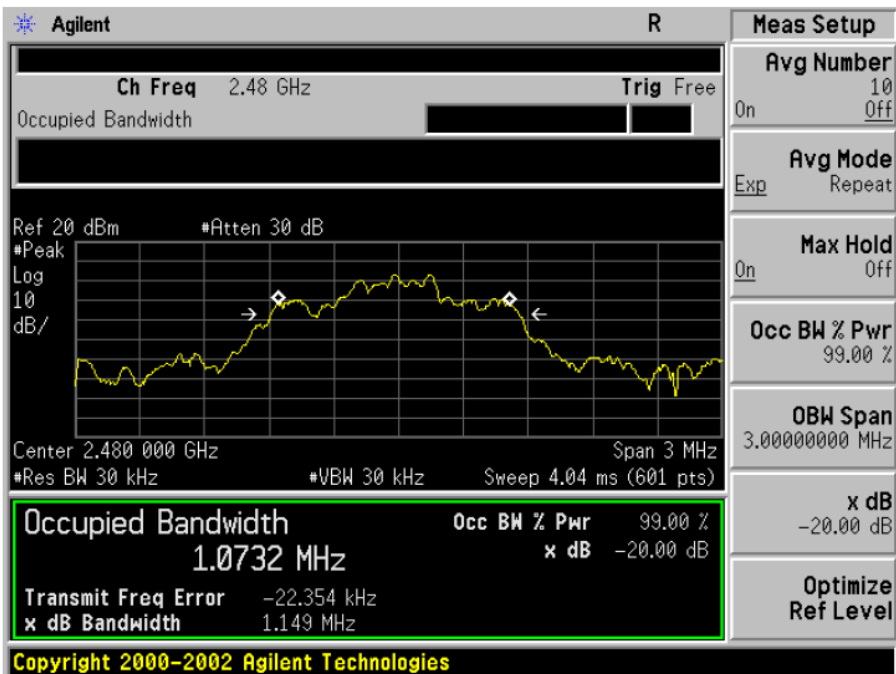 Agilent R Meas Setup
Ch Freq 2.48 GHz Trig Free
Occupied Bandwidth
Ref 20 dBm #Atten 30 dB
#Peak
Log
10
dB/
Center 2.480 000 GHz Span 3 MHz
#Res BW 30 kHz #VBW 30 kHz Sweep 4.04 ms (601 pts)
Occupied Bandwidth Occ BW % Pwr 99.00 %
1.0732 MHz x dB -20.00 dB
Transmit Freq Error -22.354 kHz
x dB Bandwidth 1.149 MHz
Copyright 2000-2002 Agilent Technologies
Avg Number
10
On Off
Avg Mode
Exp Repeat
Max Hold
On Off
Occ BW % Pwr
99.00 %
OBW Span
3.00000000 MHz
x dB
-20.00 dB
Optimize
Ref Level